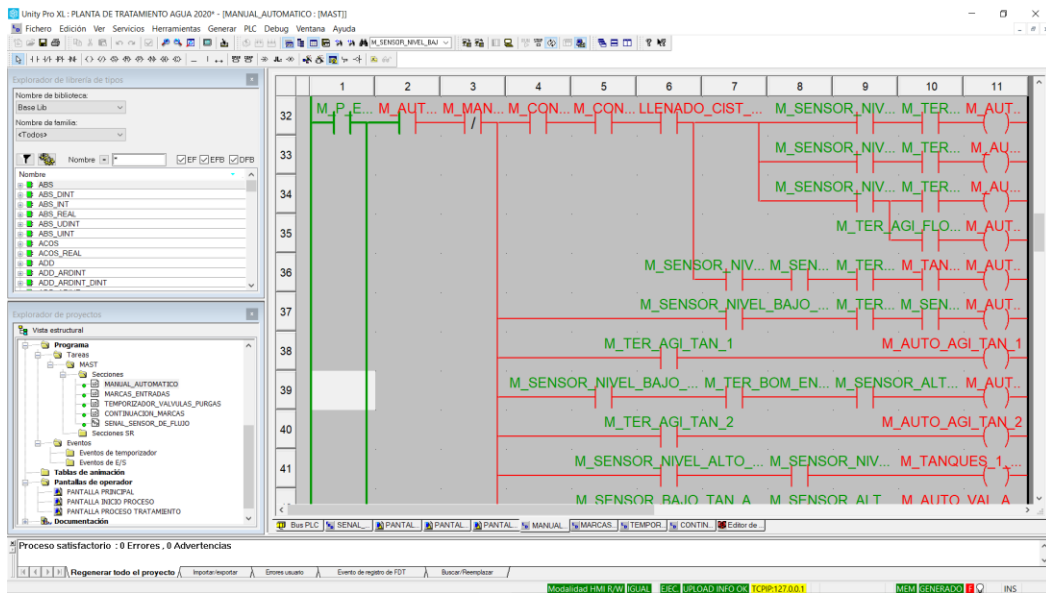 Unity Pro XL : PLANTA DE TRATAMIENTO AGUA 2020* - [MANUAL_AUTOMATICO : [MAST]]
Fichero Edición Ver Servicios Herramientas Generar PLC Debug Ventana Ayuda
M_SENSOR_NIVEL_BAJ
Explorador de librería de tipos
Nombre de biblioteca:
Base Lib
Nombre de familia:
<Todos>
Nombre = * EF EFB DFB
Nombre
ABS
ABS_DINT
ABS_INT
ABS_REAL
ABS_UDINT
ABS_UINT
ACOS
ACOS_REAL
ADD
ADD_ARDINT
ADD_ARDINT_DINT
Explorador de proyectos
Vista estructural
Programa
Tareas
MAST
Secciones
MANUAL_AUTOMATICO
MARCAS_ENTRADAS
TEMPORIZADOR_VALVULAS_PURGAS
CONTINUACION_MARCAS
SENAL_SENSOR_DE_FLUJO
Secciones SR
Eventos
Eventos de temporizador
Eventos de E/S
Tablas de animación
Pantallas de operador
PANTALLA PRINCIPAL
PANTALLA INICIO PROCESO
PANTALLA PROCESO TRATAMIENTO
Documentación
1 2 3 4 5 6 7 8 9 10 11
32 M_P_E... M_AUT... M_MAN... M_CON... M_CON... LLENADO_CIST_... M_SENSOR_NIV... M_TER... M_AUT...
33 M_SENSOR_NIV... M_TER... M_AU...
34 M_SENSOR_NIV... M_TER... M_AU...
35 M_TER_AGI_FLO... M_AUT...
36 M_SENSOR_NIV... M_SEN... M_TER... M_TAN... M_AUT...
37 M_SENSOR_NIVEL_BAJO_... M_TER... M_SEN... M_AUT...
38 M_TER_AGI_TAN_1 M_AUTO_AGI_TAN_1
39 M_SENSOR_NIVEL_BAJO_... M_TER_BOM_EN... M_SENSOR_ALT... M_AUT...
40 M_TER_AGI_TAN_2 M_AUTO_AGI_TAN_2
41 M_SENSOR_NIVEL_ALTO_... M_SENSOR_NIV... M_TANQUES_1_...
M_SENSOR_BAJO_TAN_A M_SENSOR_ALT M_AUTO_VAL_A
Bus PLC SENAL_... PANTAL... PANTAL... PANTAL... MANUAL... MARCAS... TEMPOR... CONTIN... Editor de ...
Proceso satisfactorio : 0 Errores , 0 Advertencias
Regenerar todo el proyecto Importar/exportar Errores usuario Evento de registro de FDT Buscar/Reemplazar
Modalidad HMI R/W IGUAL EJEC. UPLOAD INFO OK TCPIP:127.0.0.1 MEM GENERADO F INS